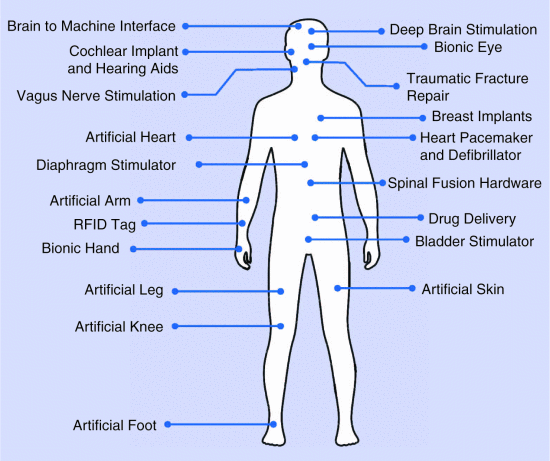 Brain to Machine Interface
Cochlear Implant
and Hearing Aids
Vagus Nerve Stimulation
Artificial Heart
Diaphragm Stimulator
Artificial Arm
RFID Tag
Bionic Hand
Artificial Leg
Artificial Knee
Artificial Foot
Deep Brain Stimulation
Bionic Eye
Traumatic Fracture
Repair
Breast Implants
Heart Pacemaker
and Defibrillator
Spinal Fusion Hardware
Drug Delivery
Bladder Stimulator
Artificial Skin